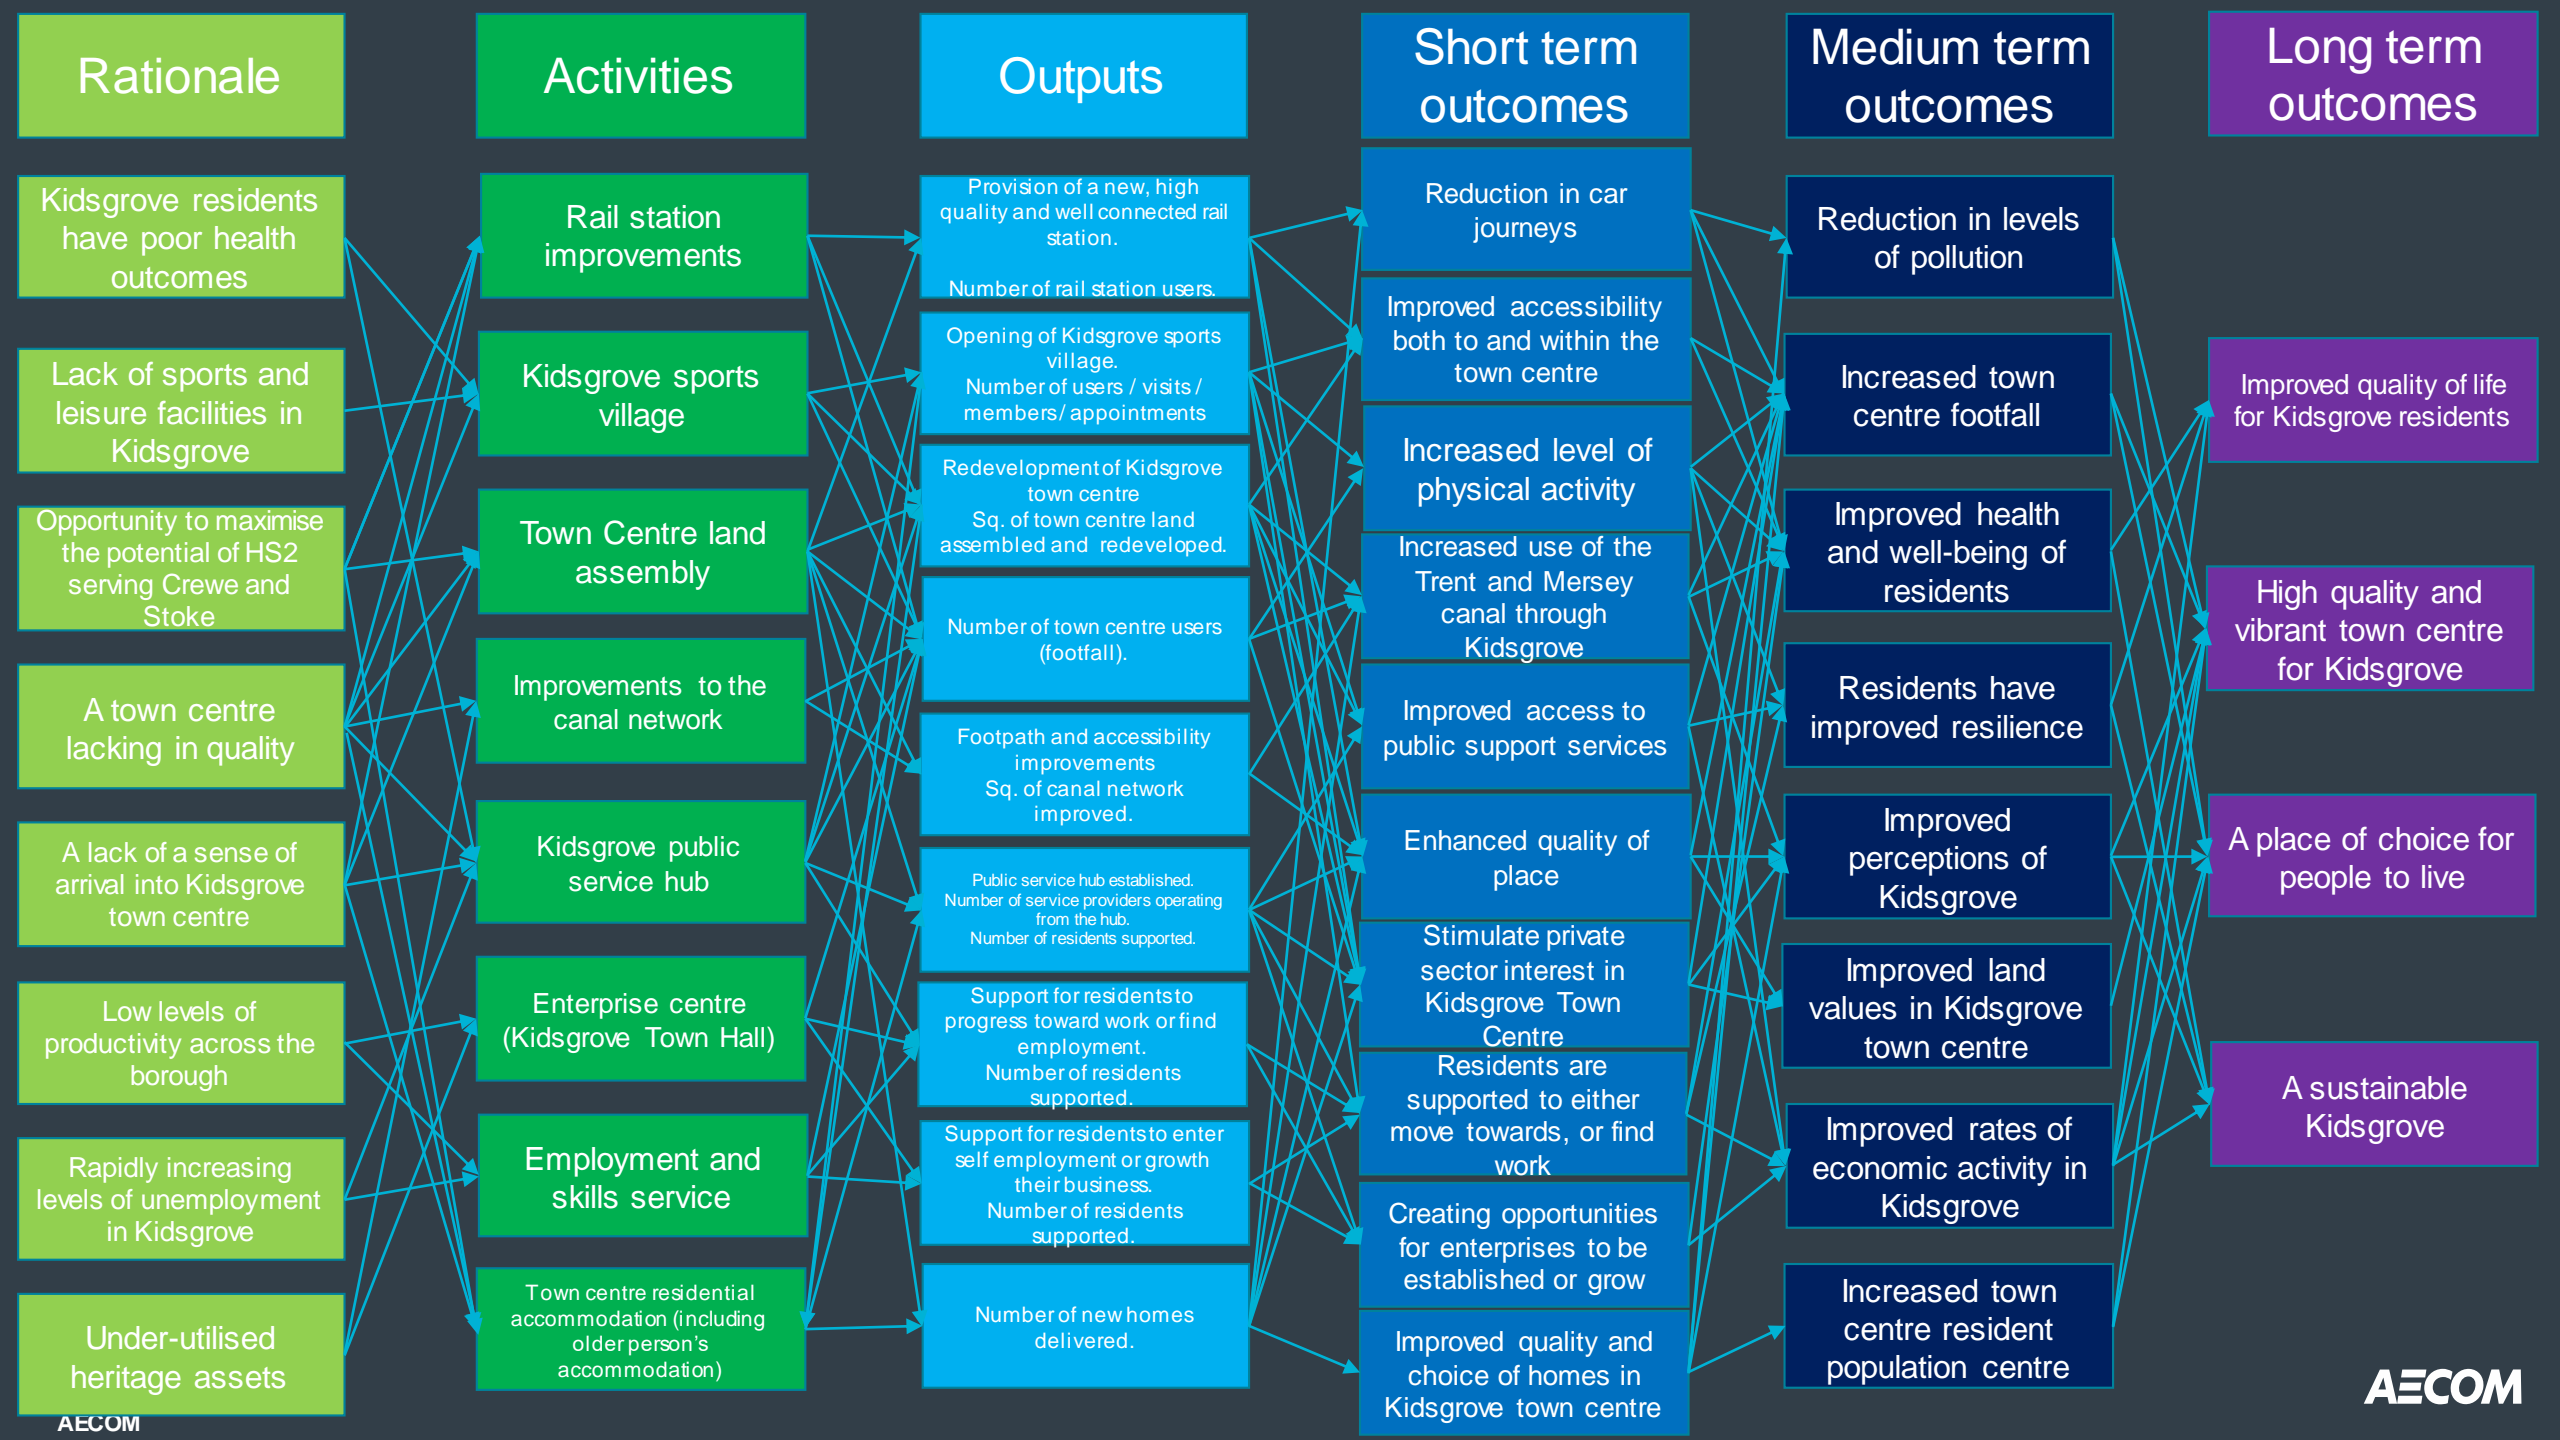 Rationale
Activities
Outputs
Short term
outcomes
Medium term
outcomes
Long term
outcomes
Kidsgrove residents
have poor health
outcomes
Lack of sports and
leisure facilities in
Kidsgrove
Opportunity to maximise
the potential of HS2
serving Crewe and
Stoke
A town centre
lacking in quality
A lack of a sense of
arrival into Kidsgrove
town centre
Low levels of
productivity across the
borough
Rapidly increasing
levels of unemployment
in Kidsgrove
Under-utilised
heritage assets
Rail station
improvements
Kidsgrove sports
village
Town Centre land
assembly
Improvements to the
canal network
Kidsgrove public
service hub
Enterprise centre
(Kidsgrove Town Hall)
Employment and
skills service
Town centre residential
accommodation (including
older person's
accommodation)
Provision of a new, high
quality and well connected rail
station.
Number of rail station users.
Opening of Kidsgrove sports
village.
Number of users / visits /
members/ appointments
Redevelopment of Kidsgrove
town centre
Sq. of town centre land
assembled and redeveloped.
Number of town centre users
(footfall).
Footpath and accessibility
improvements
Sq. of canal network
improved.
Public service hub established.
Number of service providers operating
from the hub.
Number of residents supported.
Support for residents to
progress toward work or find
employment.
Number of residents
supported.
Support for residents to enter
self employment or growth
their business.
Number of residents
supported.
Number of new homes
delivered.
Reduction in car
journeys
Improved accessibility
both to and within the
town centre
Increased level of
physical activity
Increased use of the
Trent and Mersey
canal through
Kidsgrove
Improved access to
public support services
Enhanced quality of
place
Stimulate private
sector interest in
Kidsgrove Town
Centre
Residents are
supported to either
move towards, or find
work
Creating opportunities
for enterprises to be
established or grow
Improved quality and
choice of homes in
Kidsgrove town centre
Reduction in levels
of pollution
Increased town
centre footfall
Improved health
and well-being of
residents
Residents have
improved resilience
Improved
perceptions of
Kidsgrove
Improved land
values in Kidsgrove
town centre
Improved rates of
economic activity in
Kidsgrove
Increased town
centre resident
population centre
Improved quality of life
for Kidsgrove residents
High quality and
vibrant town centre
for Kidsgrove
A place of choice for
people to live
A sustainable
Kidsgrove
AECOM
AECOM